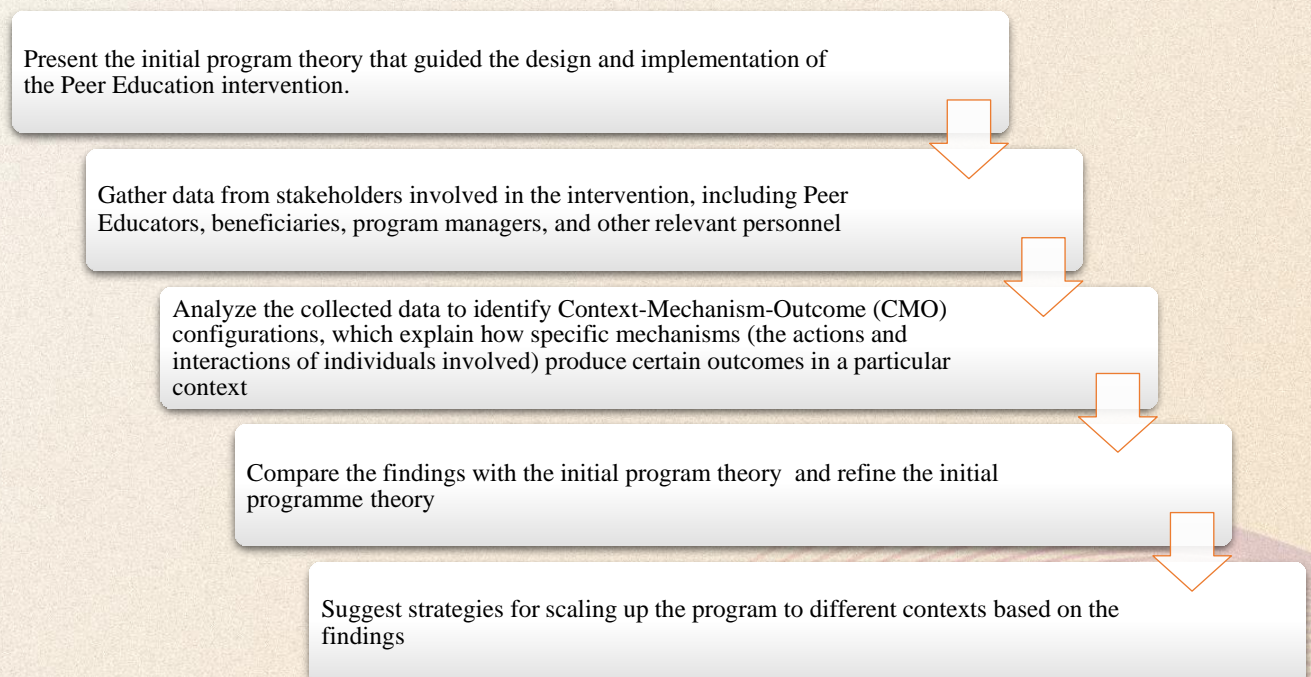 Present the initial program theory that guided the design and implementation of
the Peer Education intervention.
Gather data from stakeholders involved in the intervention, including Peer
Educators, beneficiaries, program managers, and other relevant personnel
Analyze the collected data to identify Context-Mechanism-Outcome (CMO)
configurations, which explain how specific mechanisms (the actions and
interactions of individuals involved) produce certain outcomes in a particular
context
Compare the findings with the initial program theory and refine the initial
programme theory
Suggest strategies for scaling up the program to different contexts based on the
findings